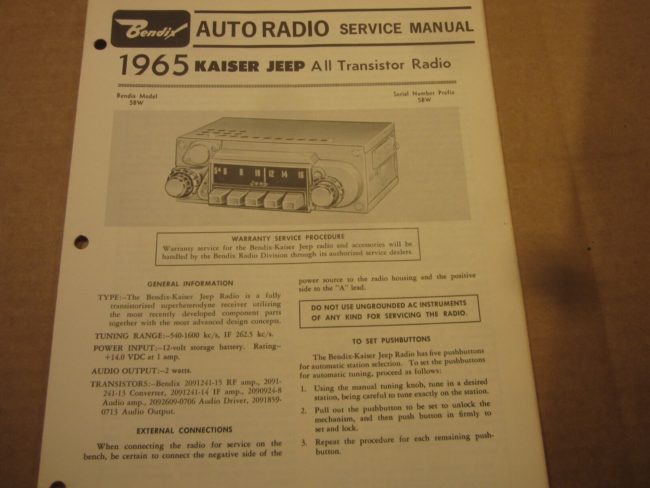 Bendix
AUTO RADIO SERVICE MANUAL
1965 KAISER JEEP All Transistor Radio
Bendix Model
5BW
Serial Number Prefix
5BW
5½ 6 8 10 12 14 16
Jeep
WARRANTY SERVICE PROCEDURE
Warranty service for the Bendix-Kaiser Jeep radio and accessories will be
handled by the Bendix Radio Division through its authorized service dealers.
GENERAL INFORMATION
TYPE:—The Bendix-Kaiser Jeep Radio is a fully
transistorized superheterodyne receiver utilizing
the most recently developed component parts
together with the most advanced design concepts.
TUNING RANGE:—540-1600 kc/s, IF 262.5 kc/s.
POWER INPUT:—12-volt storage battery. Rating—
+14.0 VDC at 1 amp.
AUDIO OUTPUT:—2 watts.
TRANSISTORS:—Bendix 2091241-15 RF amp., 2091-
241-13 Converter, 2091241-14 IF amp., 2090924-8
Audio amp., 2092609-0706 Audio Driver, 2091859-
0713 Audio Output.
EXTERNAL CONNECTIONS
When connecting the radio for service on the
bench, be certain to connect the negative side of the
power source to the radio housing and the positive
side to the "A" lead.
DO NOT USE UNGROUNDED AC INSTRUMENTS
OF ANY KIND FOR SERVICING THE RADIO.
TO SET PUSHBUTTONS
The Bendix-Kaiser Jeep Radio has five pushbuttons
for automatic station selection. To set the pushbuttons
for automatic tuning, proceed as follows:
1. Using the manual tuning knob, tune in a desired
station, being careful to tune exactly on the station.
2. Pull out the pushbutton to be set to unlock the
mechanism, and then push button in firmly to
set and lock.
3. Repeat the procedure for each remaining push-
button.